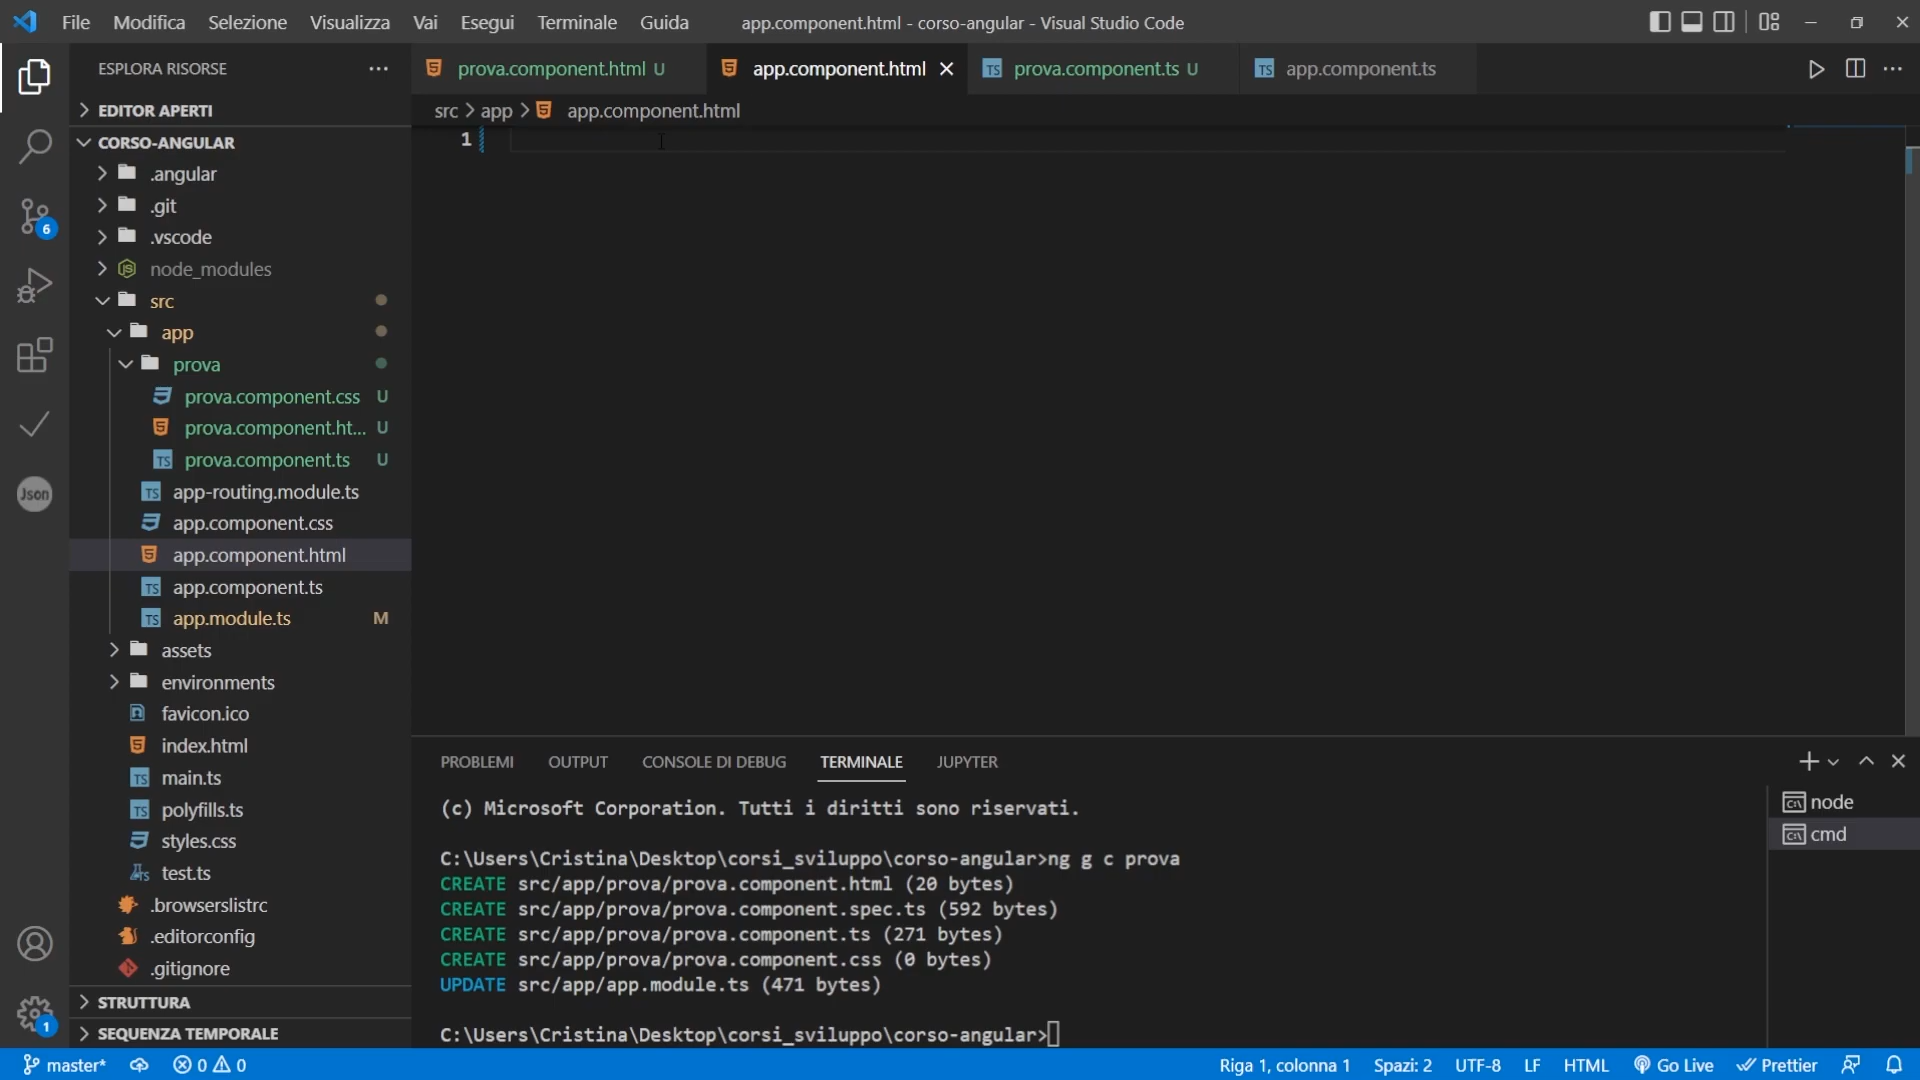 File Modifica Selezione Visualizza Vai Esegui Terminale Guida app.component.html - corso-angular - Visual Studio Code
ESPLORA RISORSE
prova.component.html U app.component.html prova.component.ts U app.component.ts
EDITOR APERTI
src > app > app.component.html
CORSO-ANGULAR
1
.angular
.git
.vscode
6
node_modules
src
app
prova
prova.component.css U
prova.component.ht... U
prova.component.ts U
app-routing.module.ts
Json
app.component.css
app.component.html
app.component.ts
app.module.ts M
assets
environments
favicon.ico
index.html
main.ts
polyfills.ts
styles.css
test.ts
.browserslistrc
.editorconfig
.gitignore
STRUTTURA
SEQUENZA TEMPORALE
1
PROBLEMI OUTPUT CONSOLE DI DEBUG TERMINALE JUPYTER
(c) Microsoft Corporation. Tutti i diritti sono riservati.
C:\Users\Cristina\Desktop\corsi_sviluppo\corso-angular>ng g c prova
CREATE src/app/prova/prova.component.html (20 bytes)
CREATE src/app/prova/prova.component.spec.ts (592 bytes)
CREATE src/app/prova/prova.component.ts (271 bytes)
CREATE src/app/prova/prova.component.css (0 bytes)
UPDATE src/app/app.module.ts (471 bytes)
C:\Users\Cristina\Desktop\corsi_sviluppo\corso-angular>
node
cmd
master* 0 0 Riga 1, colonna 1 Spazi: 2 UTF-8 LF HTML Go Live Prettier